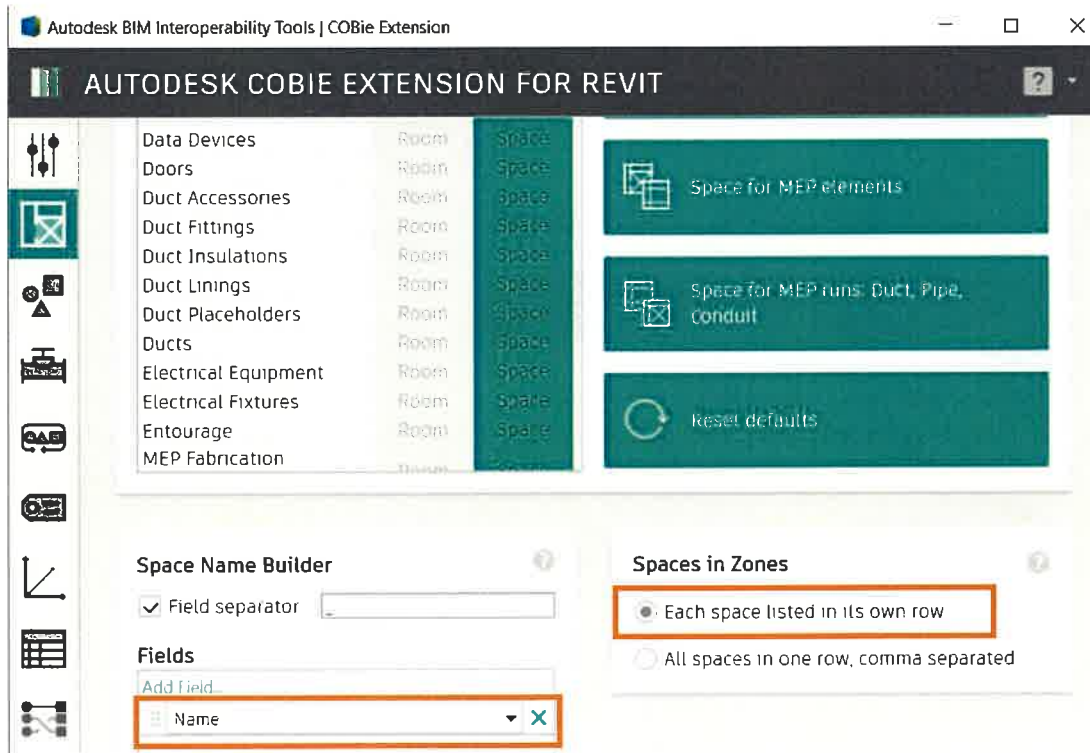 Autodesk BIM Interoperability Tools | COBie Extension
AUTODESK COBIE EXTENSION FOR REVIT
?
Data Devices Room Space
Doors Room Space
Duct Accessories Room Space
Duct Fittings Room Space
Duct Insulations Room Space
Duct Linings Room Space
Duct Placeholders Room Space
Ducts Room Space
Electrical Equipment Room Space
Electrical Fixtures Room Space
Entourage Room Space
MEP Fabrication
Room Space
Space for MEP elements
Space for MEP runs: Duct, Pipe,
conduit
Reset defaults
Space Name Builder ?
Field separator _
Fields
Add Field...
Name
Spaces in Zones ?
Each space listed in its own row
All spaces in one row, comma separated